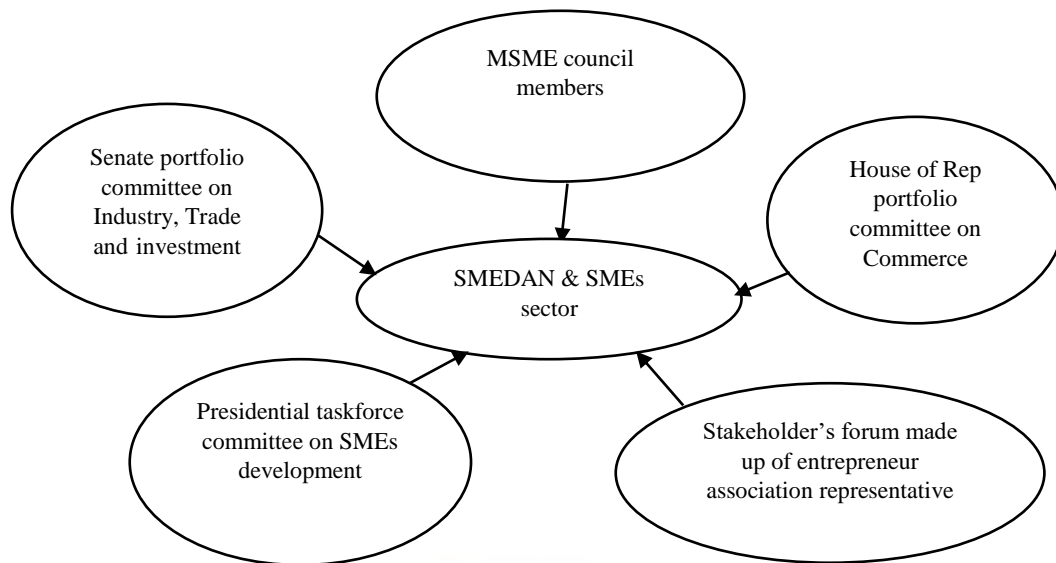 MSME council
members
Senate portfolio
committee on
Industry, Trade
and investment
House of Rep
portfolio
committee on
Commerce
SMEDAN & SMEs
sector
Presidential taskforce
committee on SMEs
development
Stakeholder’s forum made
up of entrepreneur
association representative